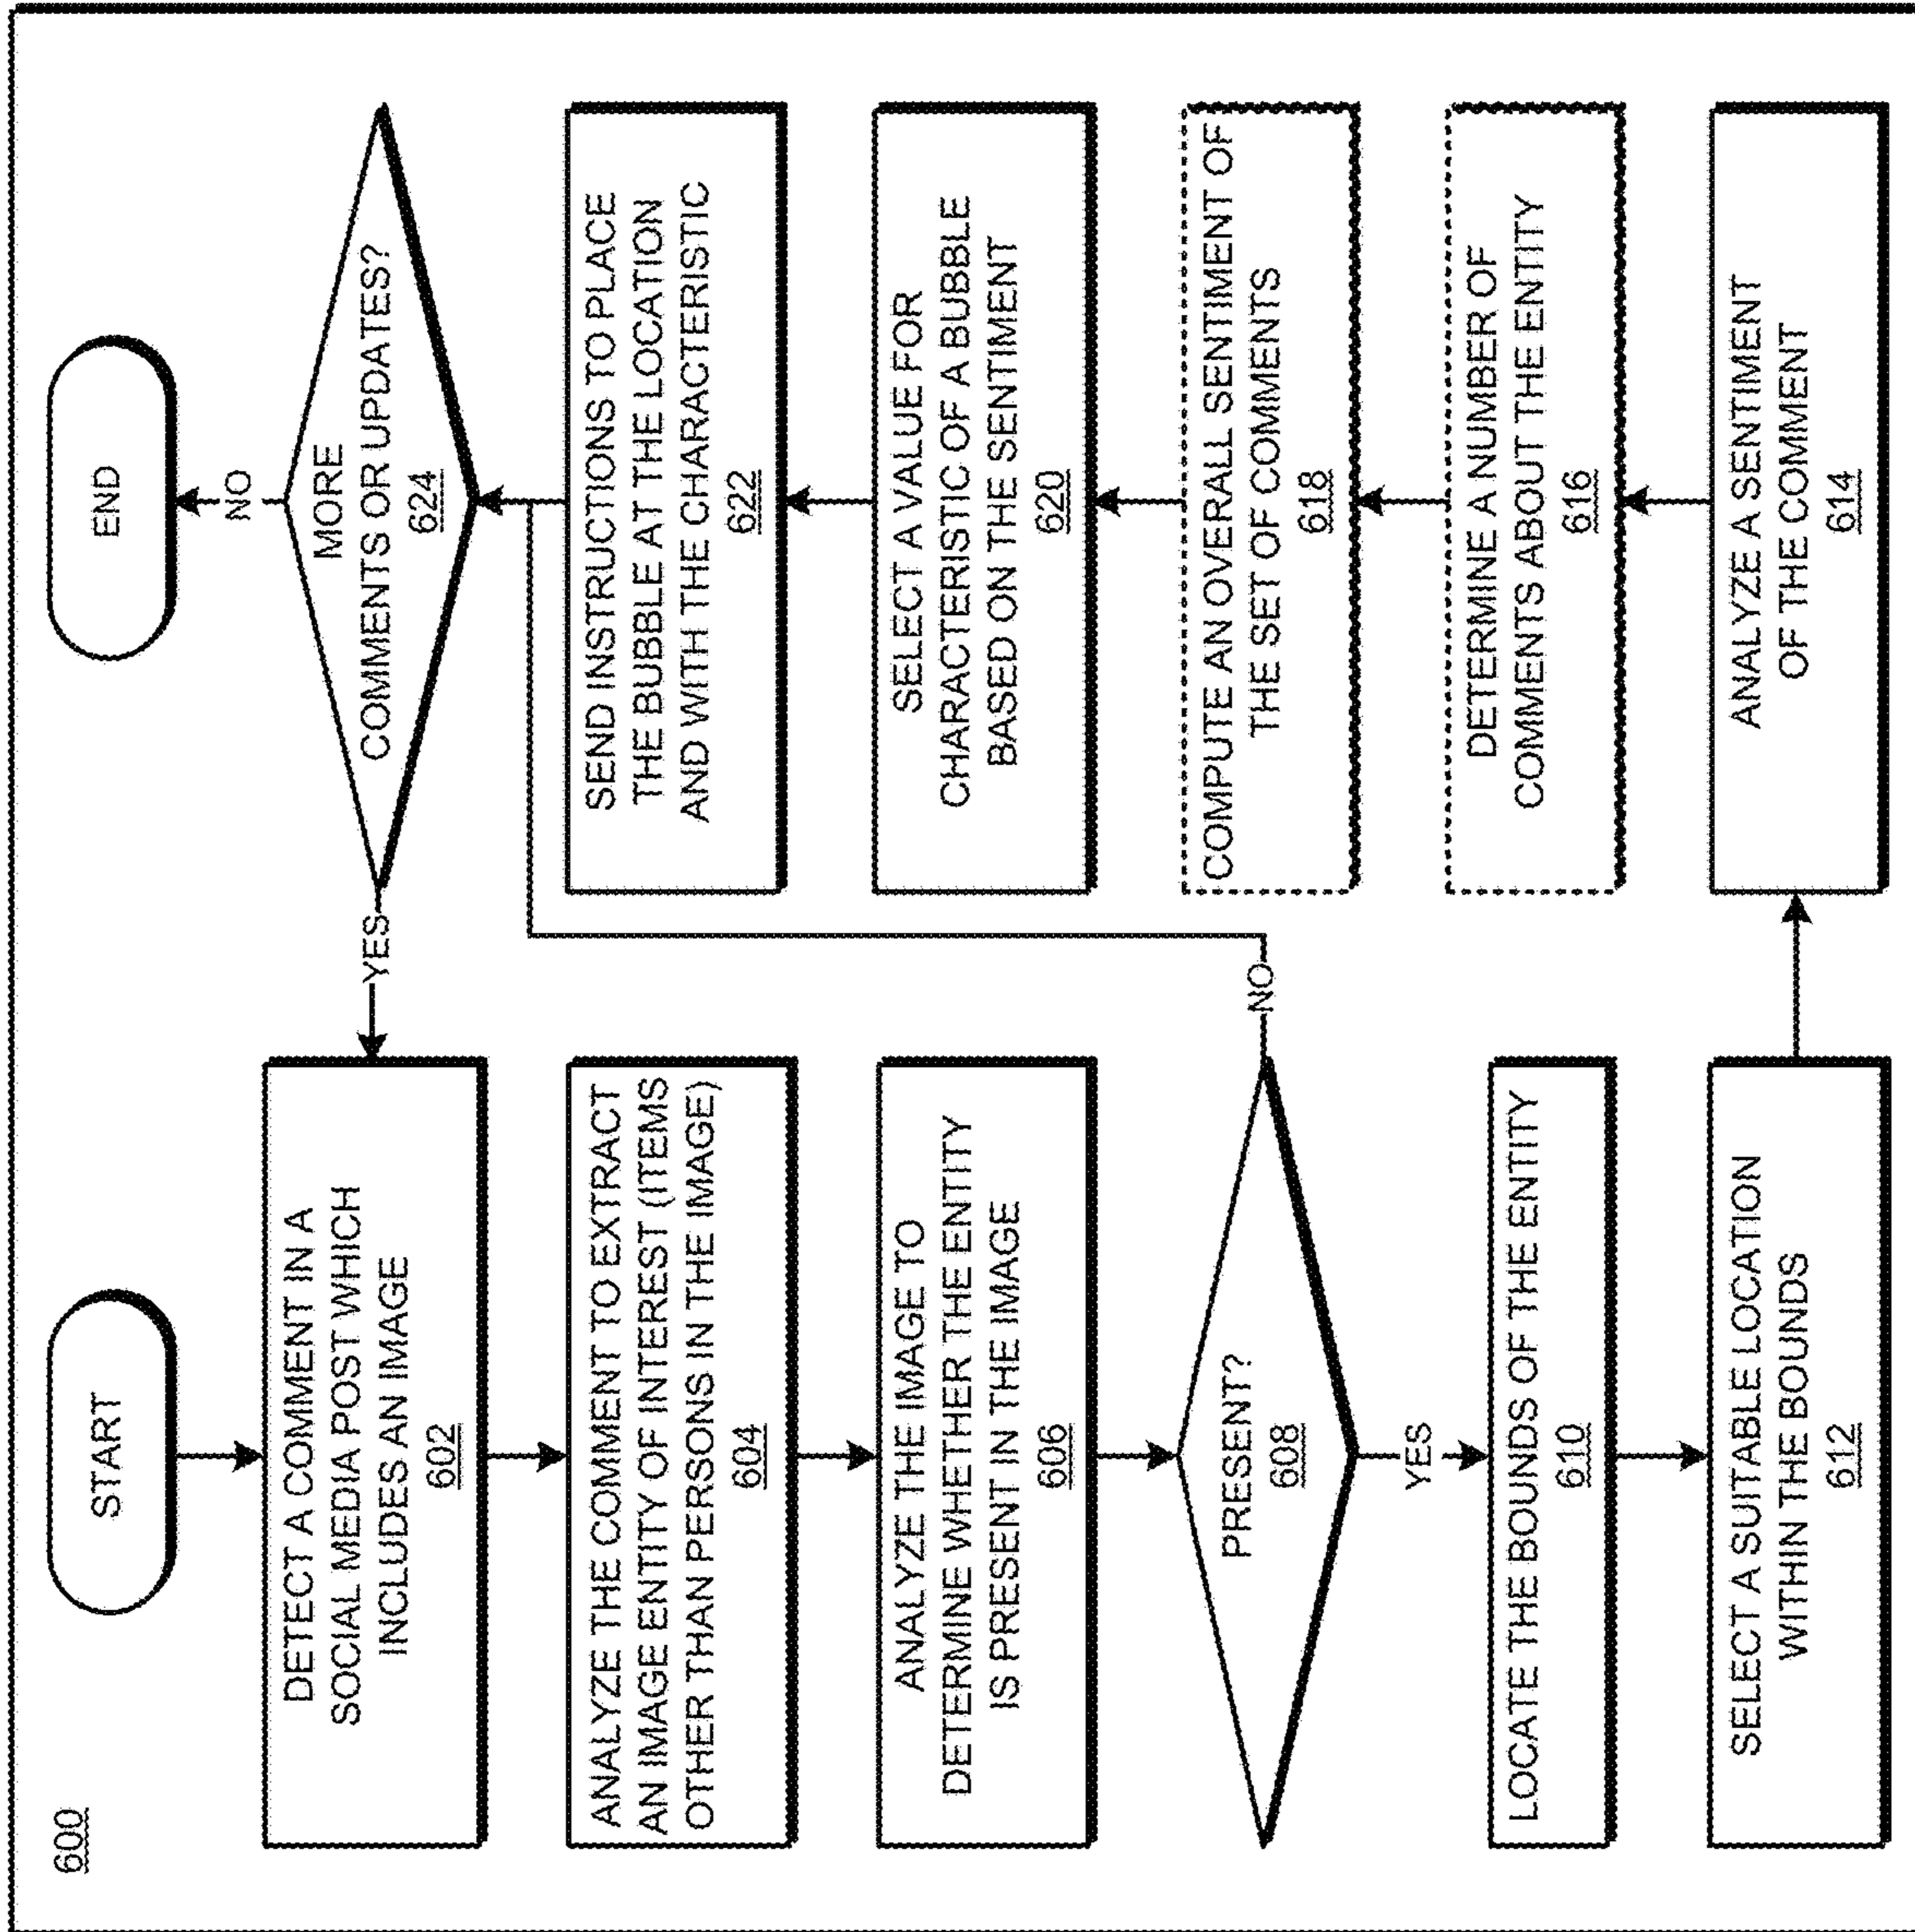 600
START
DETECT A COMMENT IN A
SOCIAL MEDIA POST WHICH
INCLUDES AN IMAGE
602
ANALYZE THE COMMENT TO EXTRACT
AN IMAGE ENTITY OF INTEREST (ITEMS
OTHER THAN PERSONS IN THE IMAGE)
604
ANALYZE THE IMAGE TO
DETERMINE WHETHER THE ENTITY
IS PRESENT IN THE IMAGE
606
PRESENT?
608
NO
YES
LOCATE THE BOUNDS OF THE ENTITY
610
SELECT A SUITABLE LOCATION
WITHIN THE BOUNDS
612
ANALYZE A SENTIMENT
OF THE COMMENT
614
DETERMINE A NUMBER OF
COMMENTS ABOUT THE ENTITY
616
COMPUTE AN OVERALL SENTIMENT OF
THE SET OF COMMENTS
618
SELECT A VALUE FOR
CHARACTERISTIC OF A BUBBLE
BASED ON THE SENTIMENT
620
SEND INSTRUCTIONS TO PLACE
THE BUBBLE AT THE LOCATION
AND WITH THE CHARACTERISTIC
622
MORE
COMMENTS OR UPDATES?
624
YES
NO
END